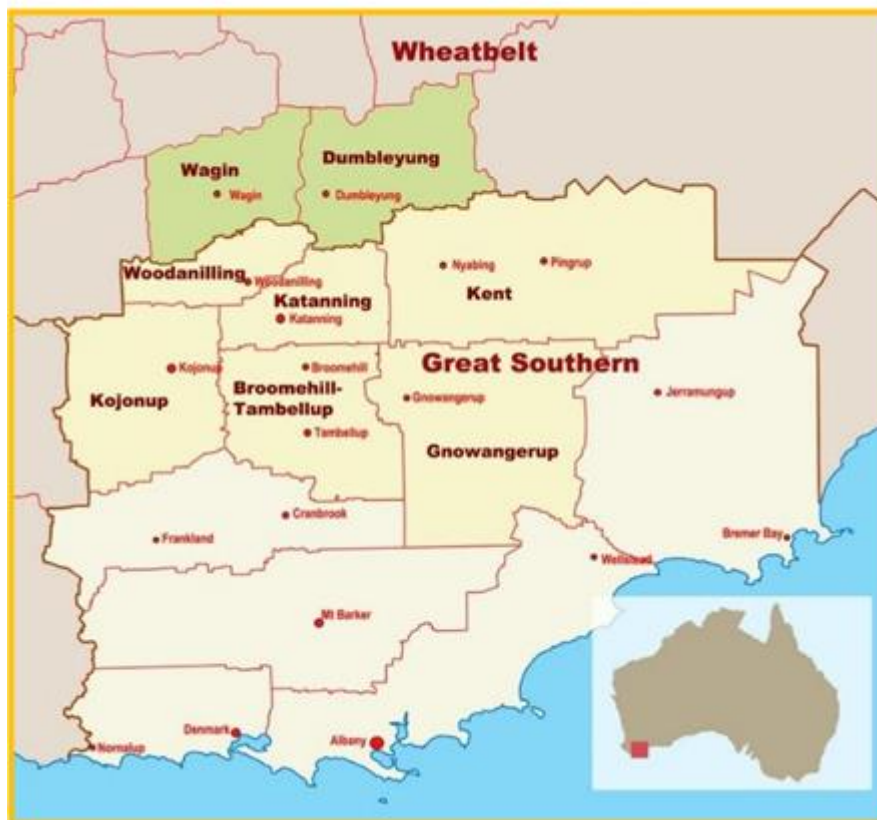 Wheatbelt
Wagin
Dumbleyung
Wagin
Dumbleyung
Woodanilling
Woodanilling
Nyabing
Pingrup
Kent
Katanning
Katanning
Great Southern
Kojonup
Kojonup
Broomehill
Broomehill-
Tambellup
Tambellup
Gnowangerup
Gnowangerup
Jerramungup
Cranbrook
Frankland
Bremer Bay
Wellstead
Mt Barker
Denmark
Albany
Nornalup